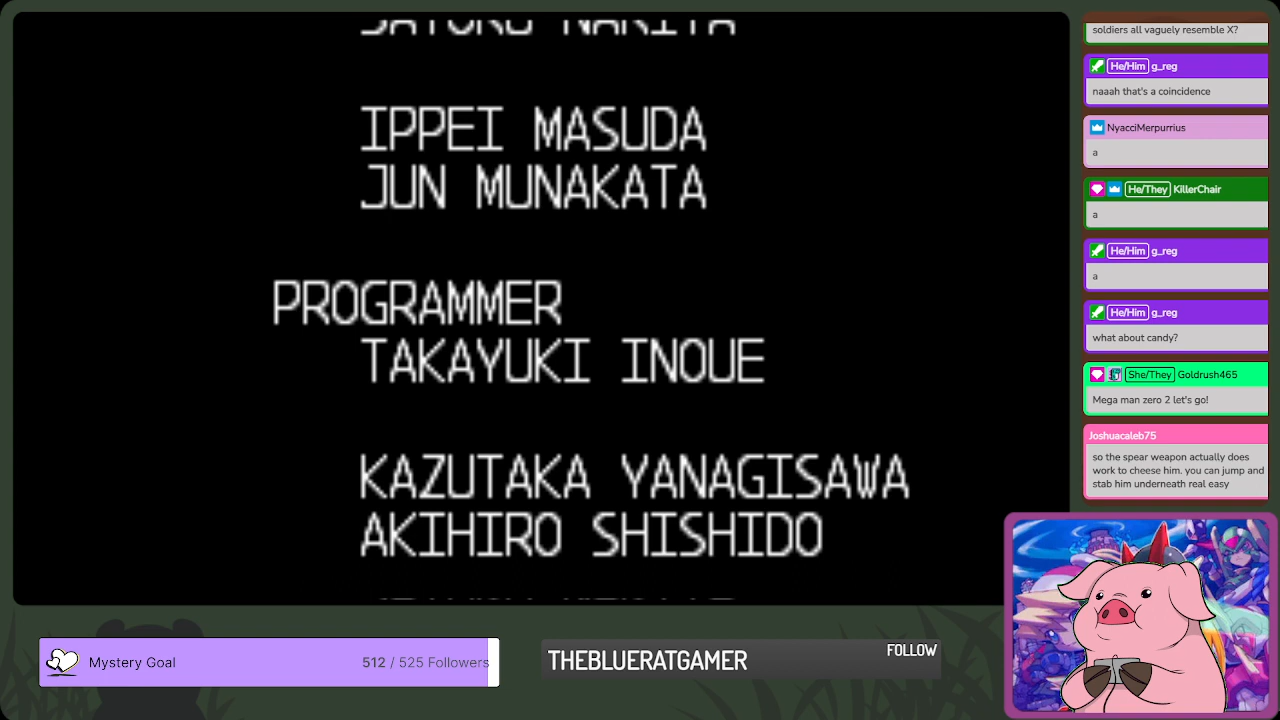 IPPEI MASUDA
JUN MUNAKATA
PROGRAMMER
TAKAYUKI INOUE
KAZUTAKA YANAGISAWA
AKIHIRO SHISHIDO
soldiers all vaguely resemble X?
He/Him g_reg
naaah that's a coincidence
NyacciMerpurrius
a
He/They KillerChair
a
He/Him g_reg
a
He/Him g_reg
what about candy?
She/They Goldrush465
Mega man zero 2 let's go!
Joshuacaleb75
so the spear weapon actually does
work to cheese him. you can jump and
stab him underneath real easy
Mystery Goal
512 / 525 Followers
THEBLUERATGAMER
FOLLOW